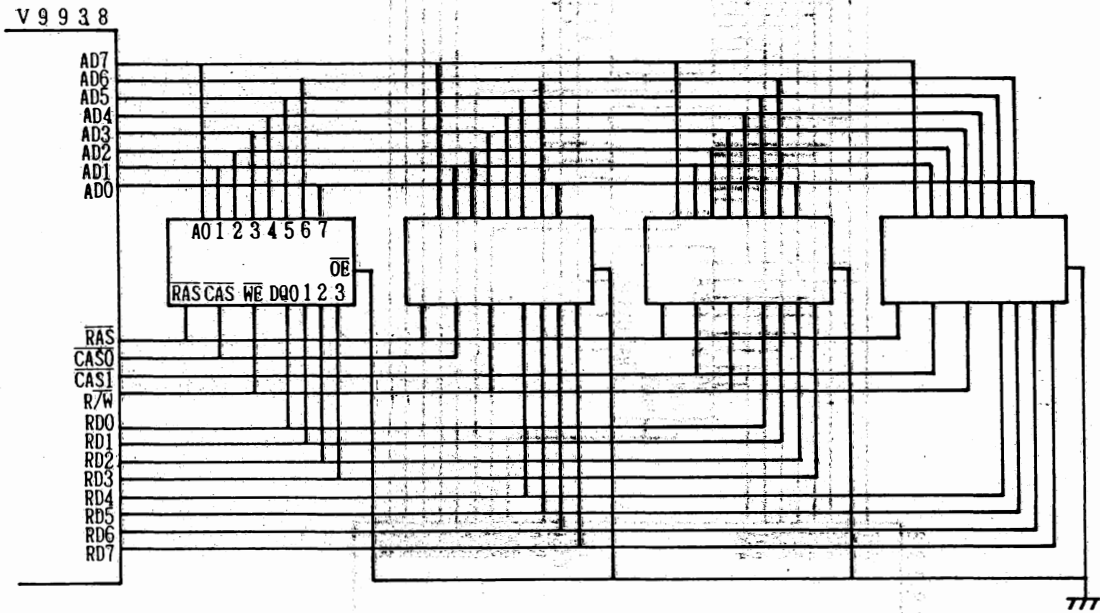 V9938
AD7
AD6
AD5
AD4
AD3
AD2
AD1
AD0
A0 1 2 3 4 5 6 7
OE
RAS CAS WE DQ0 1 2 3
RAS
CAS0
CAS1
R/W
RD0
RD1
RD2
RD3
RD4
RD5
RD6
RD7